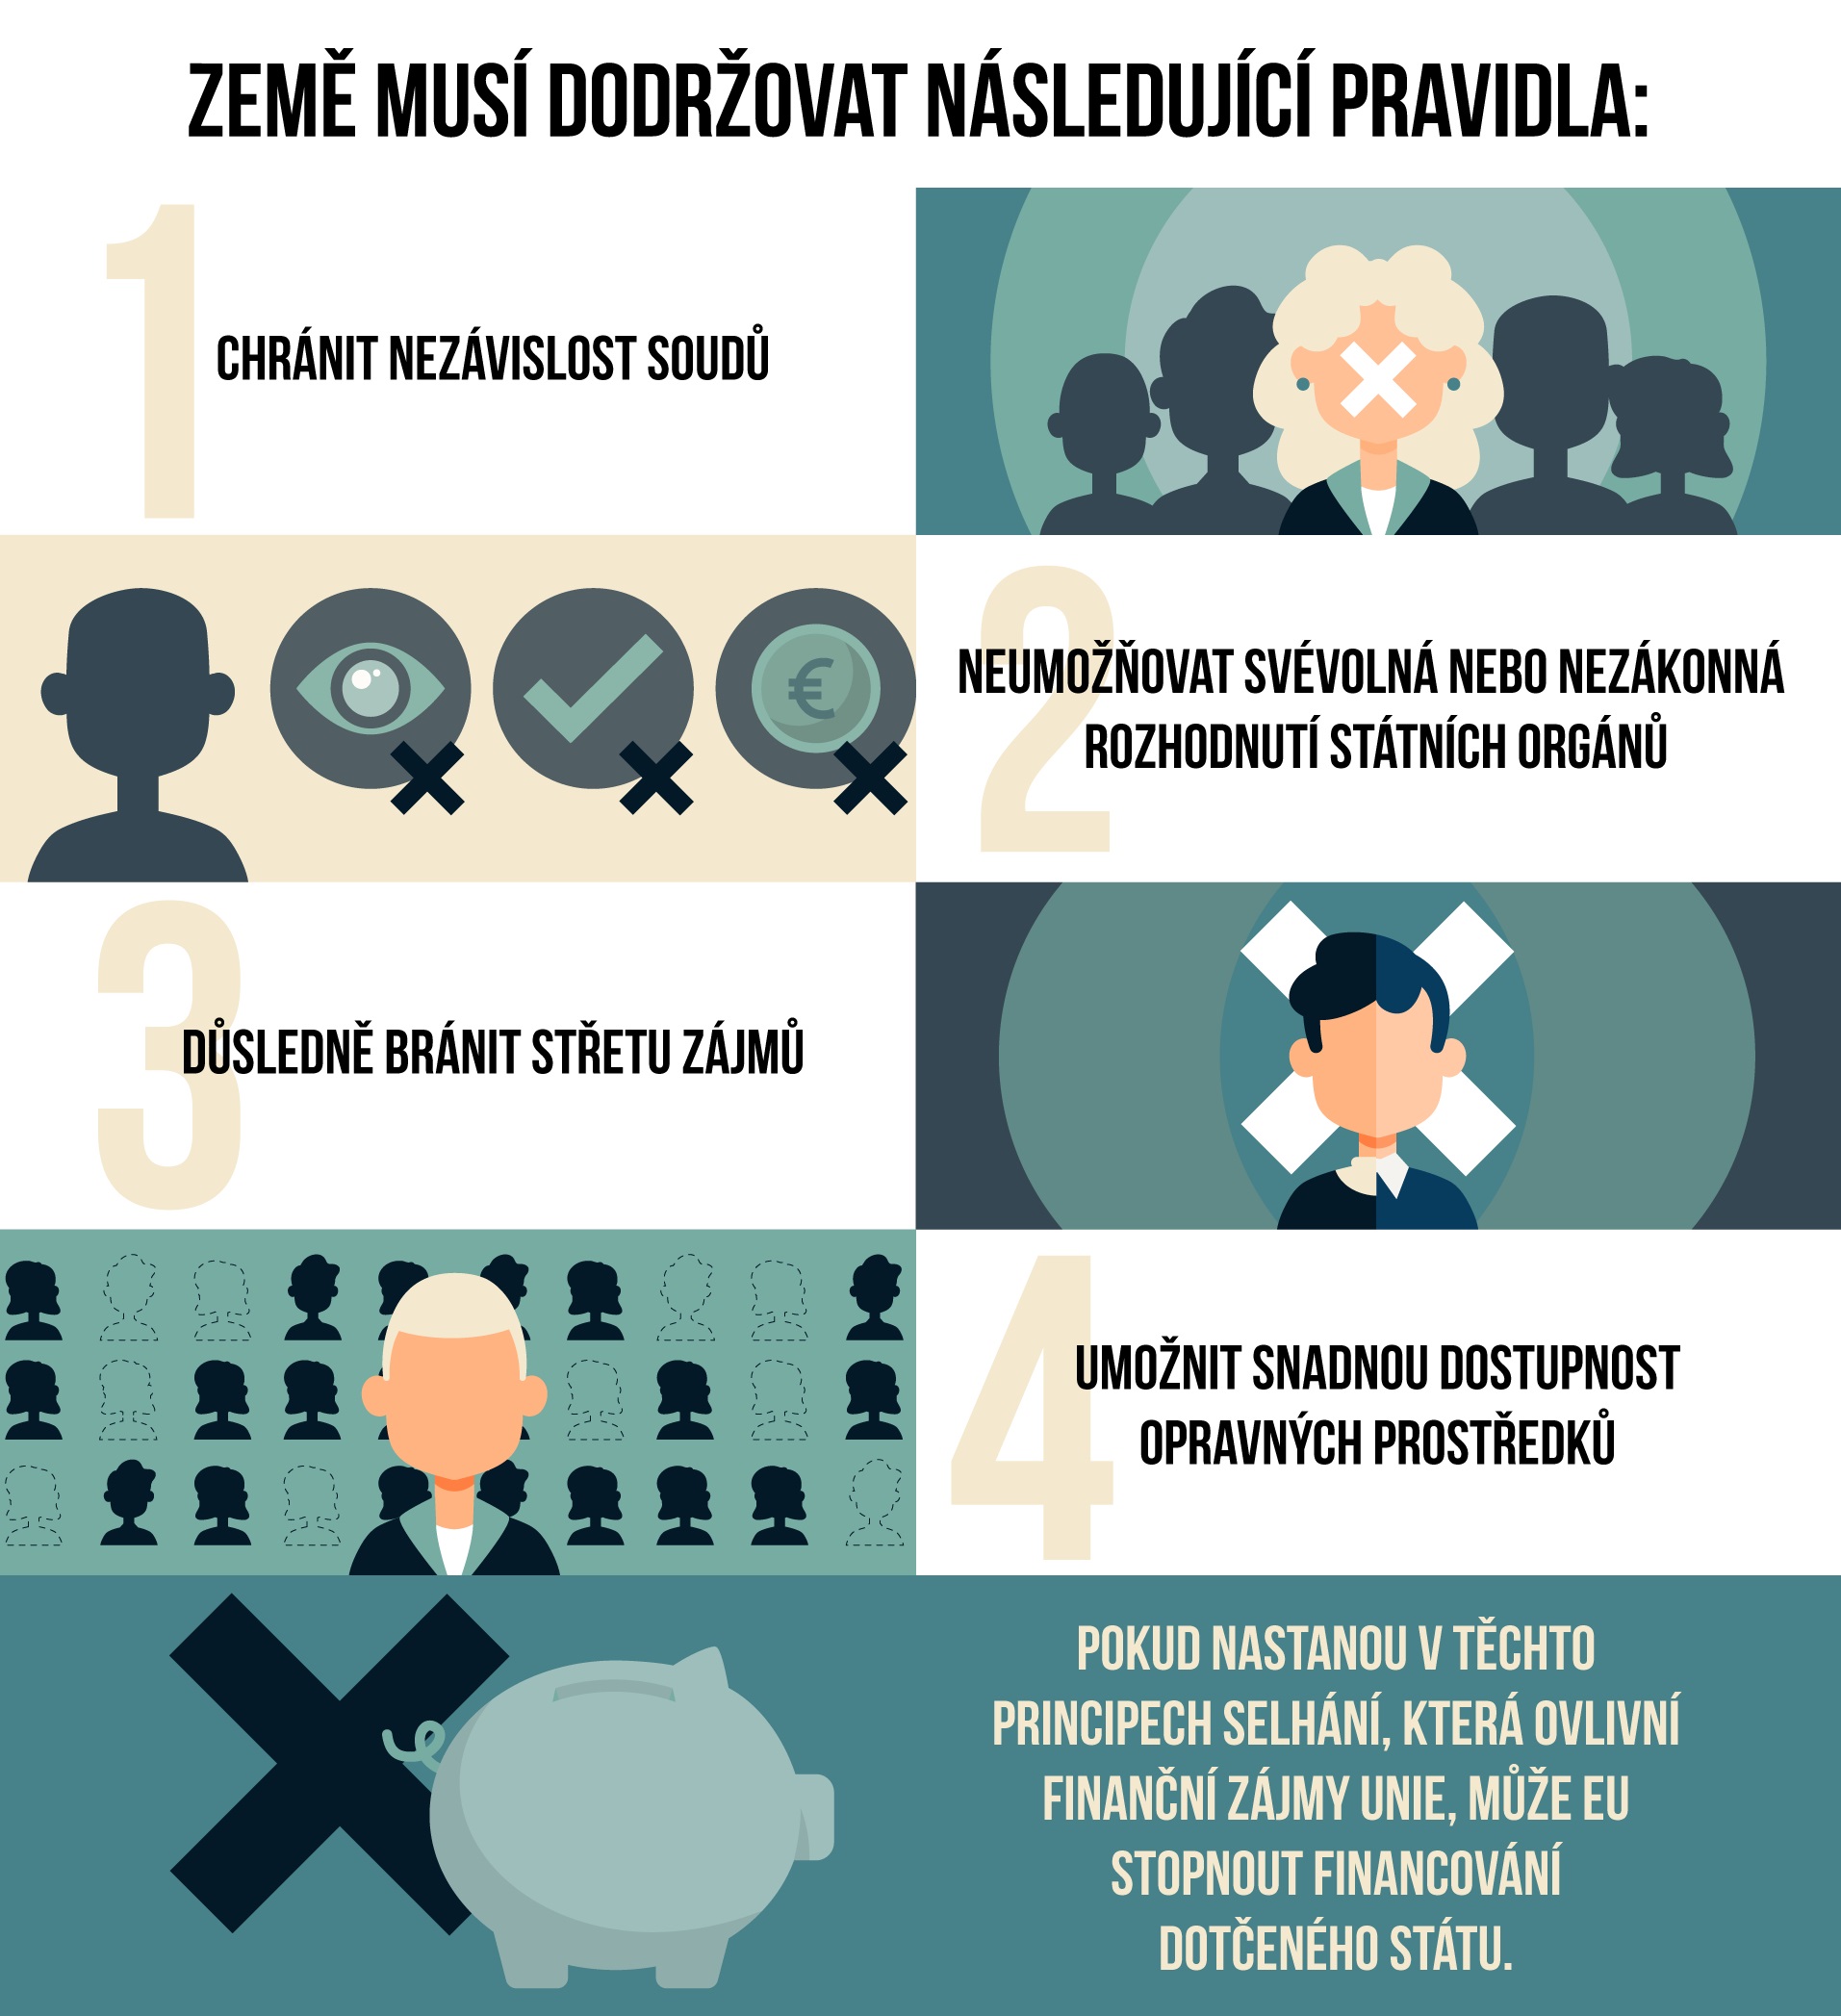 ZEMĚ MUSÍ DODRŽOVAT NÁSLEDUJÍCÍ PRAVIDLA:
1
CHRÁNIT NEZÁVISLOST SOUDŮ
€
2
NEUMOŽŇOVAT SVÉVOLNÁ NEBO NEZÁKONNÁ
ROZHODNUTÍ STÁTNÍCH ORGÁNŮ
3
DŮSLEDNĚ BRÁNIT STŘETU ZÁJMŮ
4
UMOŽNIT SNADNOU DOSTUPNOST
OPRAVNÝCH PROSTŘEDKŮ
POKUD NASTANOU V TĚCHTO
PRINCIPECH SELHÁNÍ, KTERÁ OVLIVNÍ
FINANČNÍ ZÁJMY UNIE, MŮŽE EU
STOPNOUT FINANCOVÁNÍ
DOTČENÉHO STÁTU.